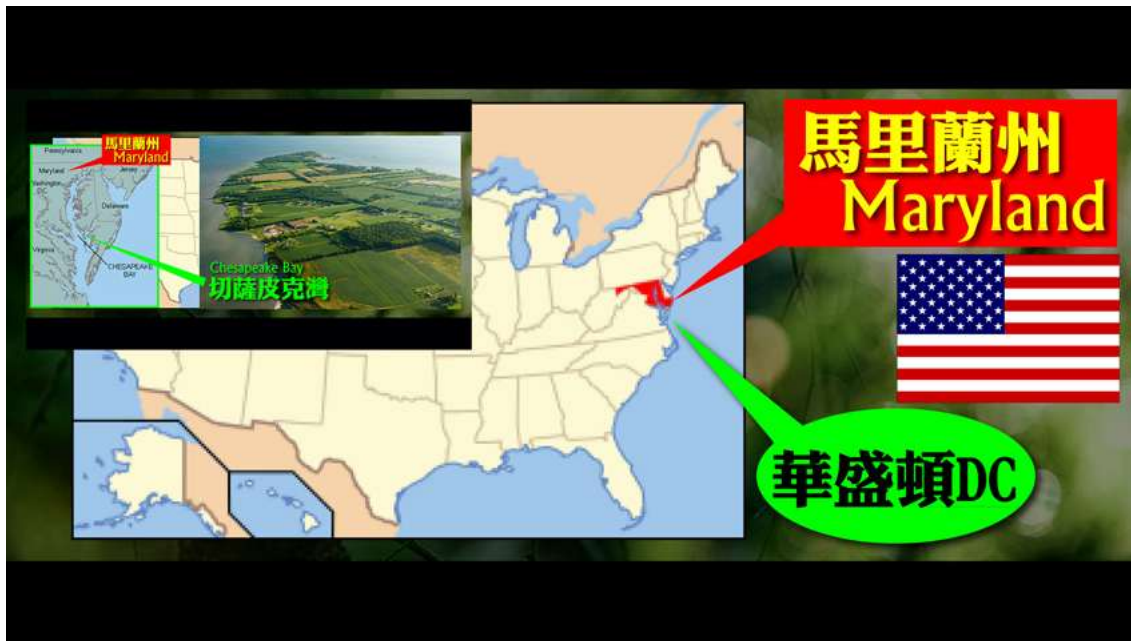 馬里蘭州
Maryland
Pennsylvania
馬里蘭州
Maryland
Maryland
Jersey
Washington
DC
Delaware
Virginia
CHESAPEAKE
BAY
Chesapeake Bay
切薩皮克灣
華盛頓DC